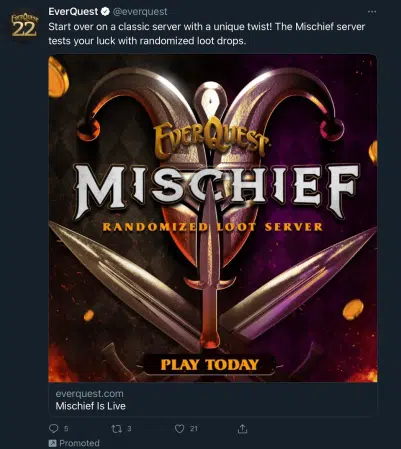 EverQuest @everquest ...
22
Start over on a classic server with a unique twist! The Mischief server
tests your luck with randomized loot drops.
EVERQUEST
MISCHIEF
RANDOMIZED LOOT SERVER
PLAY TODAY
everquest.com
Mischief Is Live
5 3 21
Promoted